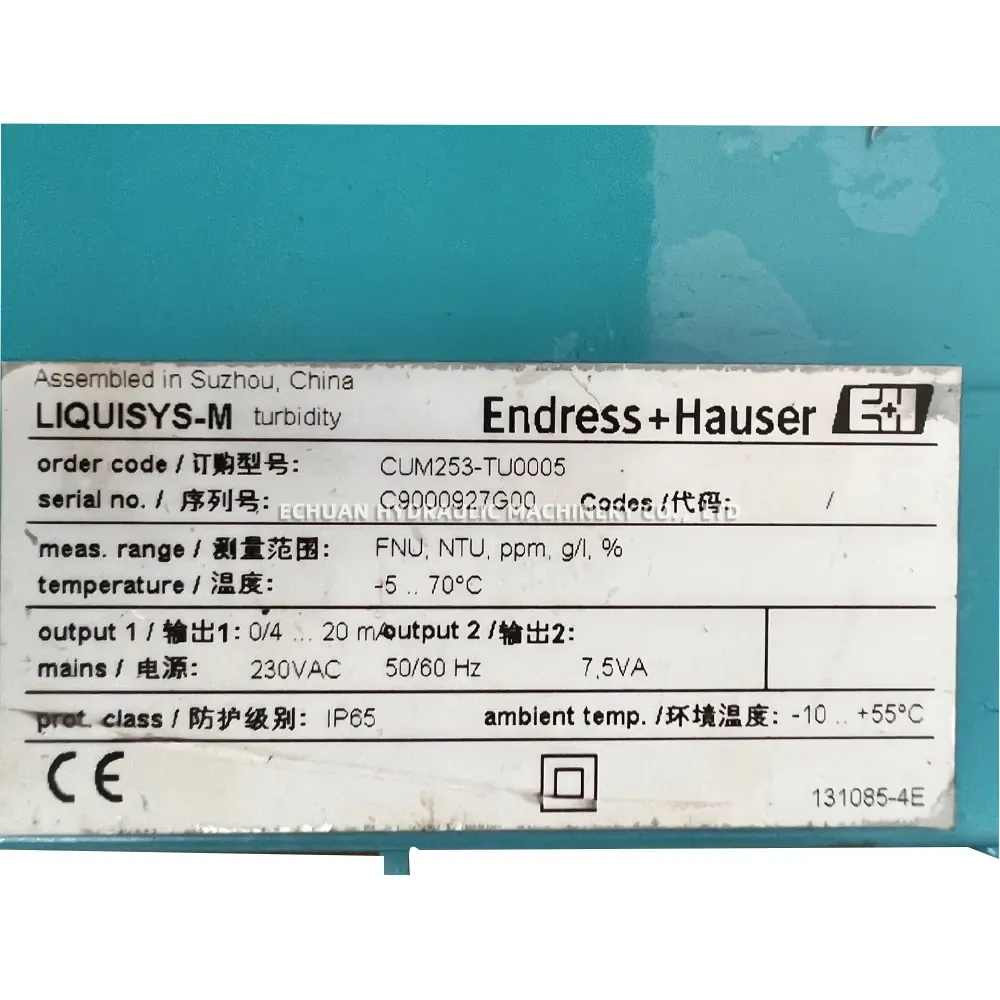 Assembled in Suzhou, China
LIQUISYS-M turbidity Endress+Hauser E+H
order code / 订购型号: CUM253-TU0005
serial no. / 序列号: C9000927G00 Codes /代码: /
ECHUAN HYDRAULIC MACHINERY CO., LTD
meas. range / 测量范围: FNU, NTU, ppm, g/l, %
temperature / 温度: -5 .. 70°C
output 1 / 输出1: 0/4 ... 20 mA output 2 /输出2:
mains / 电源: 230VAC 50/60 Hz 7,5VA
prot. class / 防护级别: IP65 ambient temp. /环境温度: -10 .. +55°C
CE
131085-4E